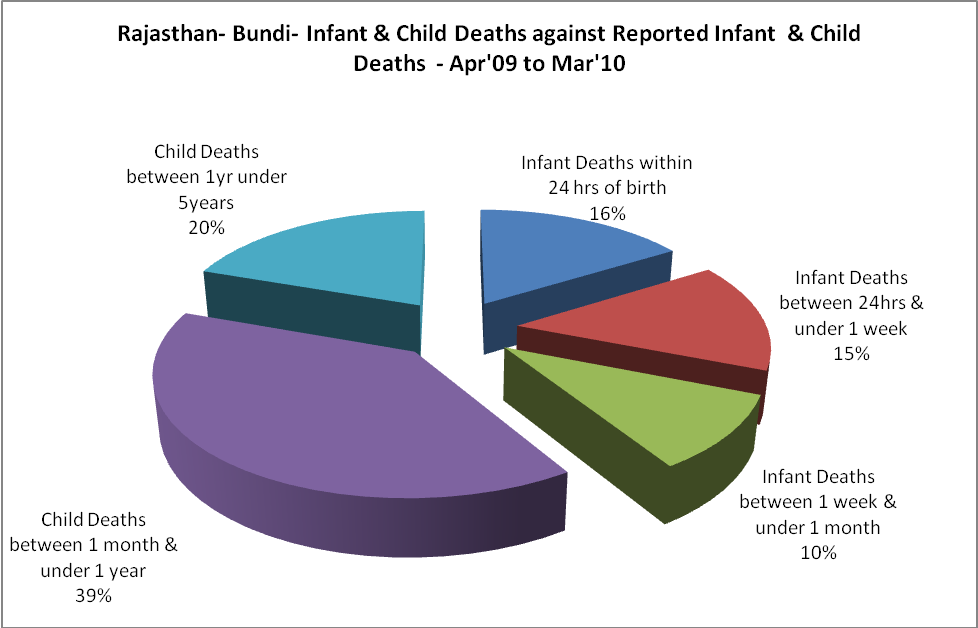 Rajasthan- Bundi- Infant & Child Deaths against Reported Infant & Child
Deaths - Apr'09 to Mar'10
Child Deaths
between 1yr under
5years
20%
Infant Deaths within
24 hrs of birth
16%
Infant Deaths
between 24hrs &
under 1 week
15%
Infant Deaths
between 1 week &
under 1 month
10%
Child Deaths
between 1 month &
under 1 year
39%